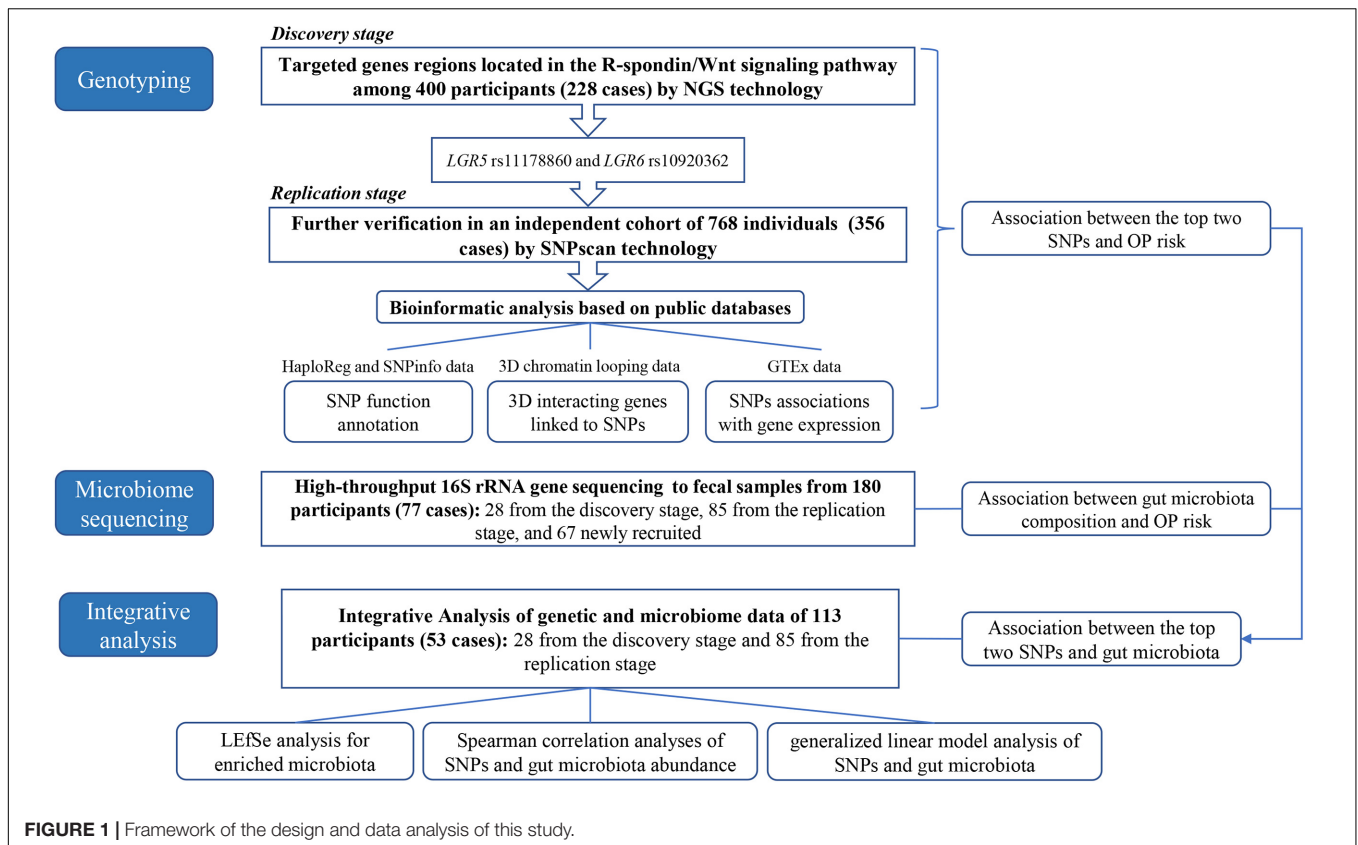 Genotyping
Discovery stage
Targeted genes regions located in the R-spondin/Wnt signaling pathway
among 400 participants (228 cases) by NGS technology
LGR5 rs11178860 and LGR6 rs10920362
Replication stage
Further verification in an independent cohort of 768 individuals (356
cases) by SNPscan technology
Bioinformatic analysis based on public databases
HaploReg and SNPinfo data
SNP function
annotation
3D chromatin looping data
3D interacting genes
linked to SNPs
GTEx data
SNPs associations
with gene expression
Association between the top two
SNPs and OP risk
Microbiome
sequencing
High-throughput 16S rRNA gene sequencing to fecal samples from 180
participants (77 cases): 28 from the discovery stage, 85 from the replication
stage, and 67 newly recruited
Association between gut microbiota
composition and OP risk
Integrative
analysis
Integrative Analysis of genetic and microbiome data of 113
participants (53 cases): 28 from the discovery stage and 85 from the
replication stage
Association between the top
two SNPs and gut microbiota
LEfSe analysis for
enriched microbiota
Spearman correlation analyses of
SNPs and gut microbiota abundance
generalized linear model analysis of
SNPs and gut microbiota
FIGURE 1 | Framework of the design and data analysis of this study.